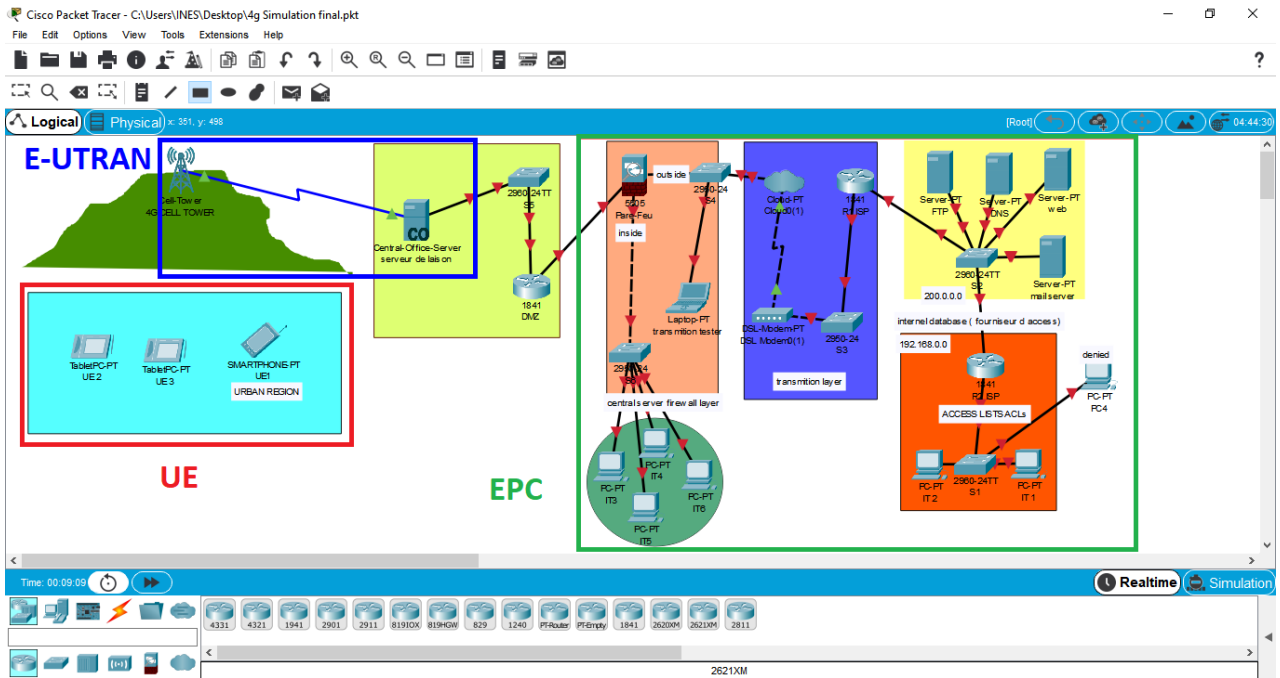 Cisco Packet Tracer - C:\Users\INES\Desktop\4g Simulation final.pkt
File Edit Options View Tools Extensions Help
Logical Physical x: 351, y: 498 [Root] 04:44:30
E-UTRAN
Cell-Tower
4G CELL TOWER
CO
Central-Office-Server
serveur de laison
2960-24TT
S5
1841
DMZ
TabletPC-PT
UE 2
TabletPC-PT
UE 3
SMARTPHONE-PT
UE1
URBAN REGION
UE
EPC
5505
Pare-Feu
outside
inside
2950-24
S4
Laptop-PT
transmition tester
central server firewall layer
PC-PT
IT3
PC-PT
IT4
PC-PT
IT5
PC-PT
IT6
Cloud-PT
Cloud0(1)
1841
R1 ISP
DSL-Modem-PT
DSL Modem0(1)
2950-24
S3
transmition layer
Server-PT
FTP
Server-PT
DNS
Server-PT
web
2960-24TT
S2
Server-PT
mail server
200.0.0.0
internel database ( fourniseur d access)
192.168.0.0
1841
R2 ISP
denied
PC-PT
PC4
ACCESS LISTS ACLs
PC-PT
IT 2
2960-24TT
S1
PC-PT
IT 1
Time: 00:09:09 Realtime Simulation
4331 4321 1941 2901 2911 819IOX 819HGW 829 1240 PT-Router PT-Empty 1841 2620XM 2621XM 2811
2621XM